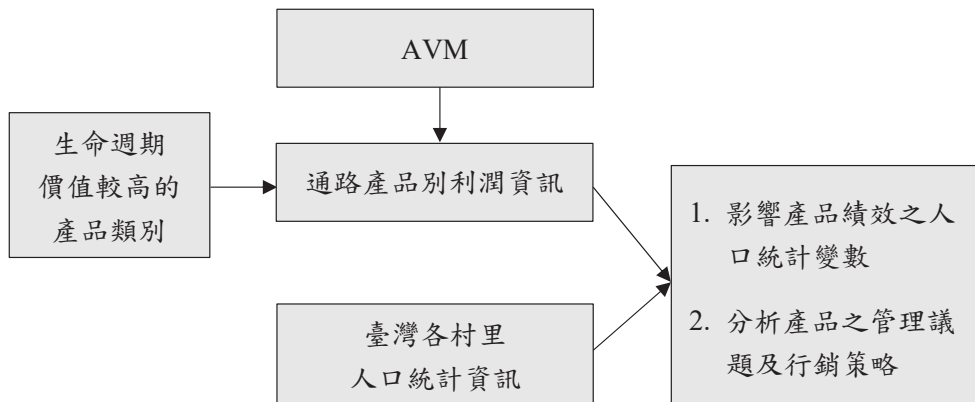 AVM
生命週期
價值較高的
產品類別
通路產品別利潤資訊
臺灣各村里
人口統計資訊
1. 影響產品績效之人
口統計變數
2. 分析產品之管理議
題及行銷策略